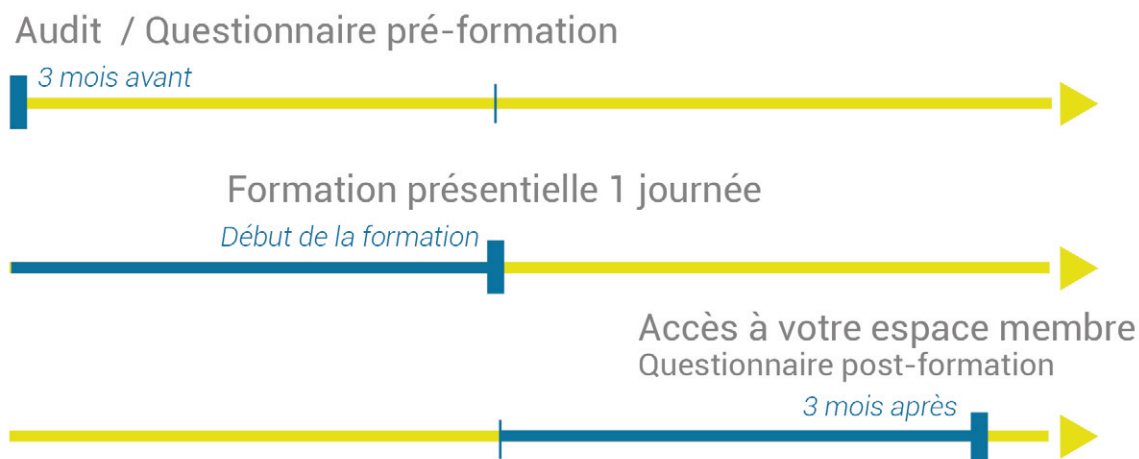 Audit / Questionnaire pré-formation
3 mois avant
Formation présentielle 1 journée
Début de la formation
Accès à votre espace membre
Questionnaire post-formation
3 mois après